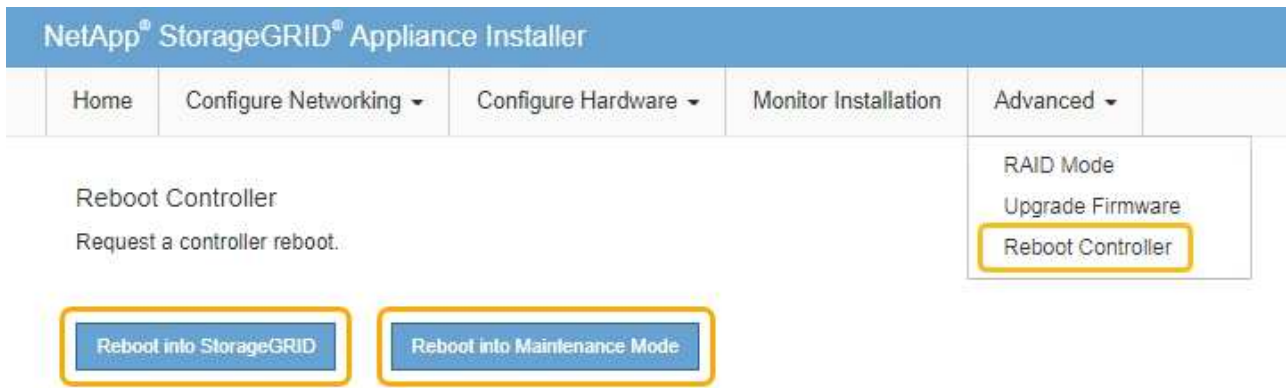 NetApp® StorageGRID® Appliance Installer
Home Configure Networking Configure Hardware Monitor Installation Advanced
RAID Mode
Upgrade Firmware
Reboot Controller
Reboot Controller
Request a controller reboot.
Reboot into StorageGRID Reboot into Maintenance Mode